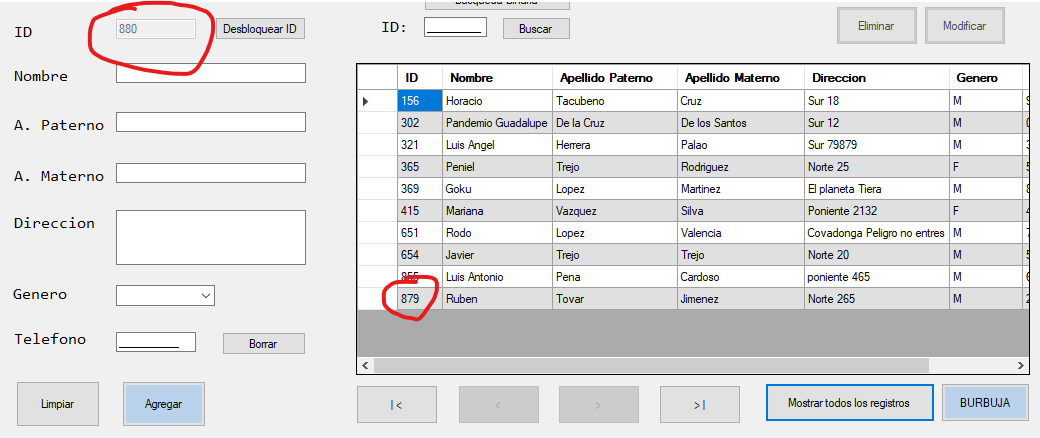 Busqueda Binaria
ID 880 Desbloquear ID
ID: Buscar
Eliminar Modificar
Nombre
A. Paterno
A. Materno
Direccion
Genero
Telefono Borrar
Limpiar Agregar
ID Nombre Apellido Paterno Apellido Materno Direccion Genero
156 Horacio Tacubeno Cruz Sur 18 M
302 Pandemio Guadalupe De la Cruz De los Santos Sur 12 M
321 Luis Angel Herrera Palao Sur 79879 M
365 Peniel Trejo Rodriguez Norte 25 F
369 Goku Lopez Martinez El planeta Tiera M
415 Mariana Vazquez Silva Poniente 2132 F
651 Rodo Lopez Valencia Covadonga Peligro no entres M
654 Javier Trejo Trejo Norte 20 M
855 Luis Antonio Pena Cardoso poniente 465 M
879 Ruben Tovar Jimenez Norte 265 M
|< < > >| Mostrar todos los registros BURBUJA